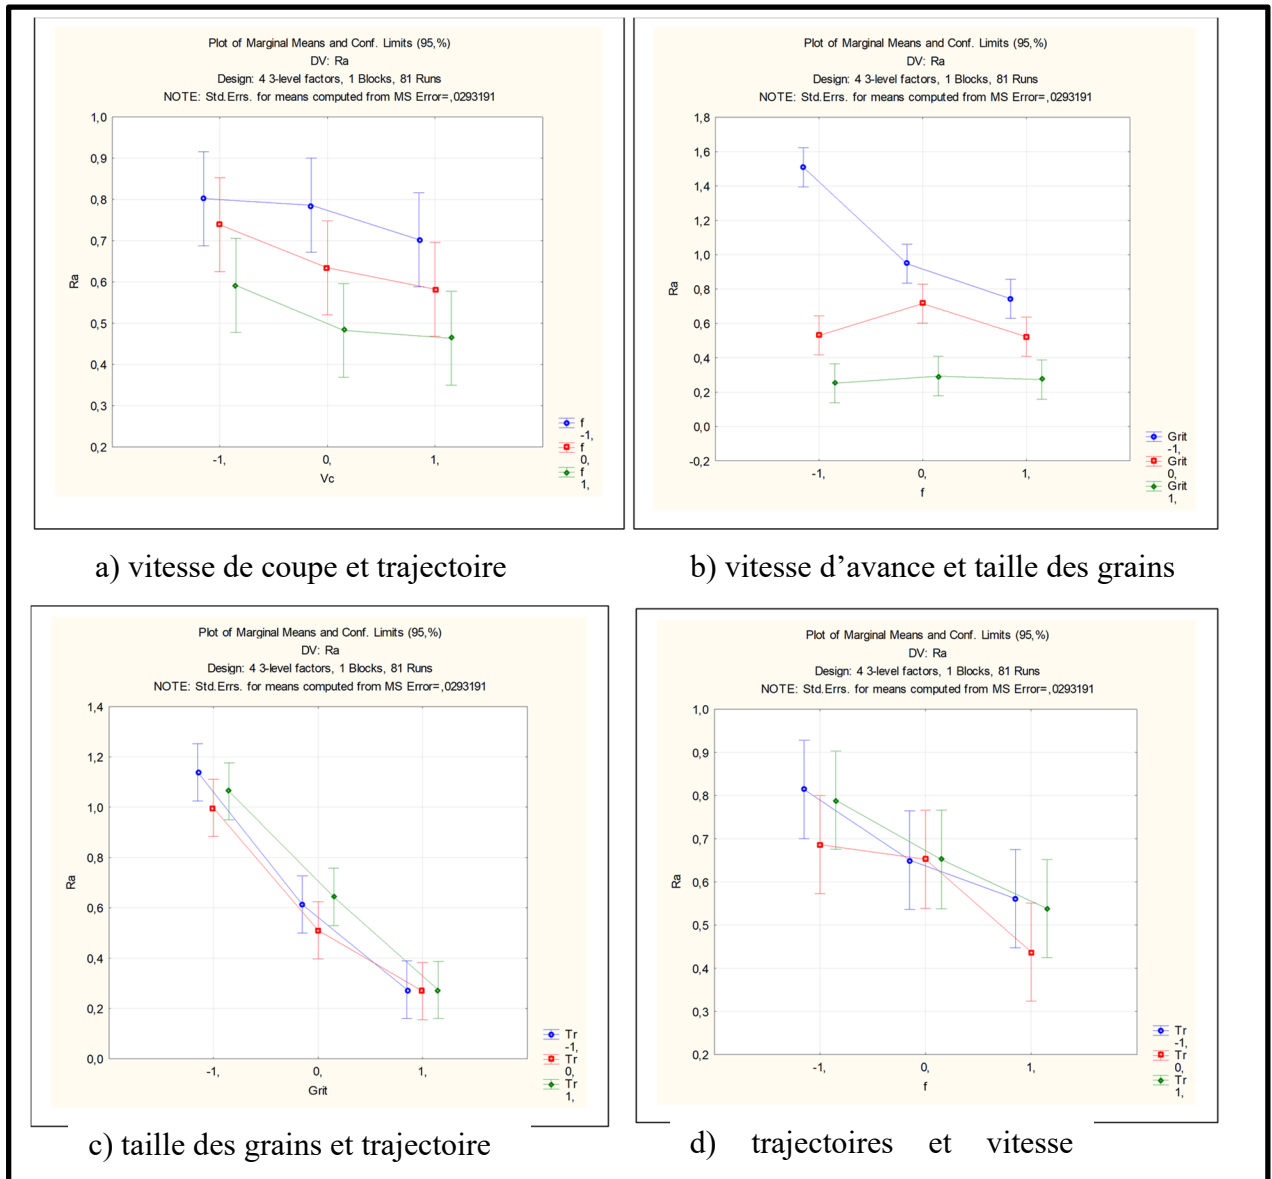 Plot of Marginal Means and Conf. Limits (95,%)
DV: Ra
Design: 4 3-level factors, 1 Blocks, 81 Runs
NOTE: Std.Errs. for means computed from MS Error=,0293191
1,0
0,9
0,8
0,7
0,6
0,5
0,4
0,3
0,2
Ra
-1,
0,
1,
Vc
f
-1,
f
0,
f
1,
a) vitesse de coupe et trajectoire
Plot of Marginal Means and Conf. Limits (95,%)
DV: Ra
Design: 4 3-level factors, 1 Blocks, 81 Runs
NOTE: Std.Errs. for means computed from MS Error=,0293191
1,8
1,6
1,4
1,2
1,0
0,8
0,6
0,4
0,2
0,0
-0,2
Ra
-1,
0,
1,
f
Grit
-1,
Grit
0,
Grit
1,
b) vitesse d’avance et taille des grains
Plot of Marginal Means and Conf. Limits (95,%)
DV: Ra
Design: 4 3-level factors, 1 Blocks, 81 Runs
NOTE: Std.Errs. for means computed from MS Error=,0293191
1,4
1,2
1,0
0,8
0,6
0,4
0,2
0,0
Ra
-1,
0,
1,
Grit
Tr
-1,
Tr
0,
Tr
1,
c) taille des grains et trajectoire
Plot of Marginal Means and Conf. Limits (95,%)
DV: Ra
Design: 4 3-level factors, 1 Blocks, 81 Runs
NOTE: Std.Errs. for means computed from MS Error=,0293191
1,0
0,9
0,8
0,7
0,6
0,5
0,4
0,3
0,2
Ra
-1,
0,
1,
f
Tr
-1,
Tr
0,
Tr
1,
d) trajectoires et vitesse